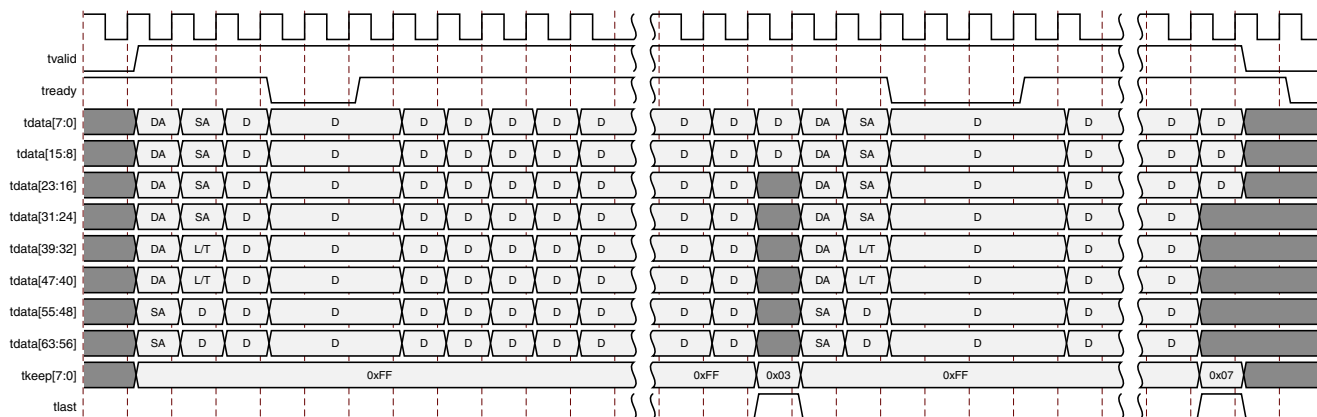 tvalid
tready
tdata[7:0] DA SA D D D D D D D D D D DA SA D D D D
tdata[15:8] DA SA D D D D D D D D D D DA SA D D D D
tdata[23:16] DA SA D D D D D D D D D DA SA D D D D
tdata[31:24] DA SA D D D D D D D D D DA SA D D D
tdata[39:32] DA L/T D D D D D D D D D DA L/T D D D
tdata[47:40] DA L/T D D D D D D D D D DA L/T D D D
tdata[55:48] SA D D D D D D D D D D SA D D D D
tdata[63:56] SA D D D D D D D D D D SA D D D D
tkeep[7:0] 0xFF 0xFF 0x03 0xFF 0x07
tlast